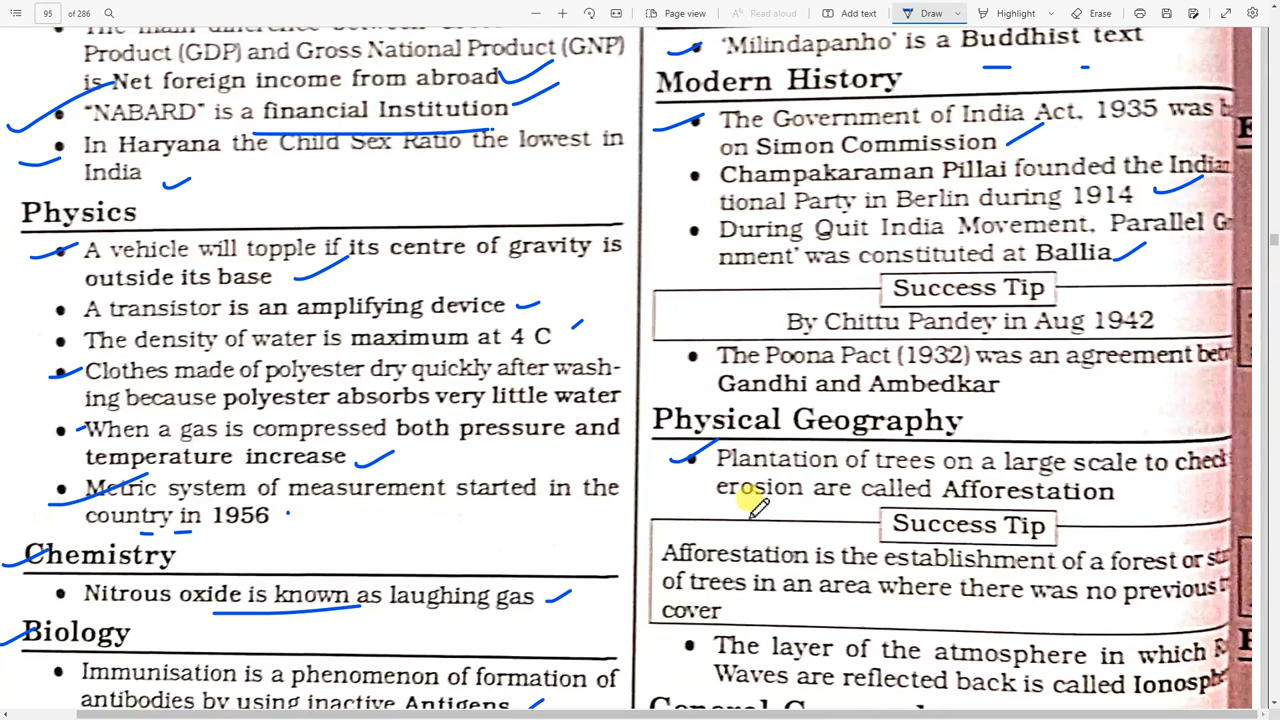 95 of 286
Page view
Read aloud
Add text
Draw
Highlight
Erase
Product (GDP) and Gross National Product (GNP)
is Net foreign income from abroad
• "NABARD" is a financial Institution
• In Haryana the Child Sex Ratio the lowest in
India
Physics
• A vehicle will topple if its centre of gravity is
outside its base
• A transistor is an amplifying device
• The density of water is maximum at 4 C
• Clothes made of polyester dry quickly after wash-
ing because polyester absorbs very little water
• When a gas is compressed both pressure and
temperature increase
• Metric system of measurement started in the
country in 1956
Chemistry
• Nitrous oxide is known as laughing gas
Biology
• Immunisation is a phenomenon of formation of
antibodies by using inactive Antigens
• 'Milindapanho' is a Buddhist text
Modern History
• The Government of India Act. 1935 was
on Simon Commission
• Champakaraman Pillai founded the Indian
tional Party in Berlin during 1914
• During Quit India Movement, Parallel
nment' was constituted at Ballia
Success Tip
By Chittu Pandey in Aug 1942
• The Poona Pact (1932) was an agreement
Gandhi and Ambedkar
Physical Geography
• Plantation of trees on a large scale to check
erosion are called Afforestation
Success Tip
Afforestation is the establishment of a forest or
of trees in an area where there was no previous
cover
• The layer of the atmosphere in which
Waves are reflected back is called